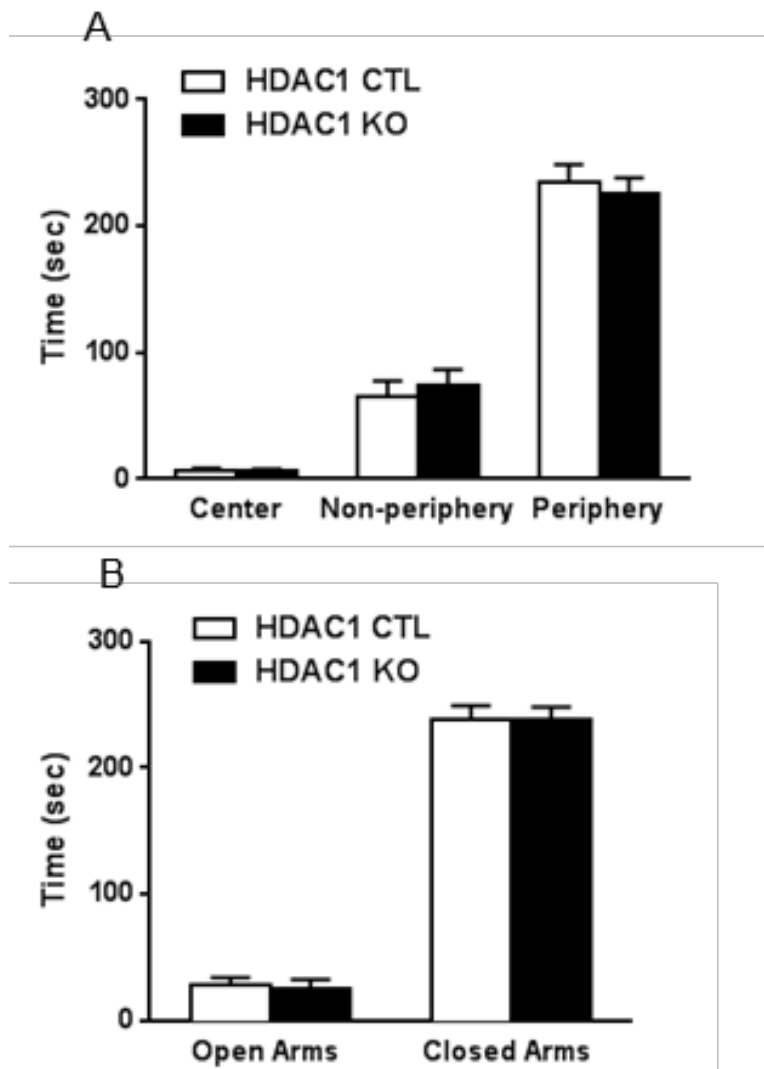 A
HDAC1 CTL
HDAC1 KO
300
200
100
0
Time (sec)
Center Non-periphery Periphery
B
HDAC1 CTL
HDAC1 KO
300
200
100
0
Time (sec)
Open Arms Closed Arms